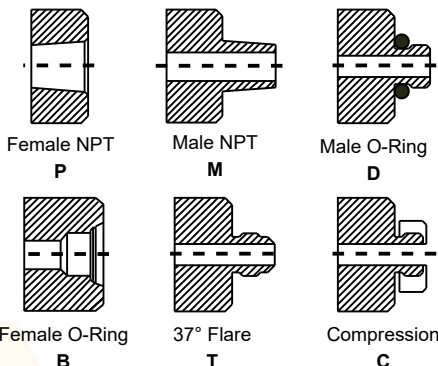 Female NPT
P
Male NPT
M
Male O-Ring
D
Female O-Ring
B
37° Flare
T
Compression
C